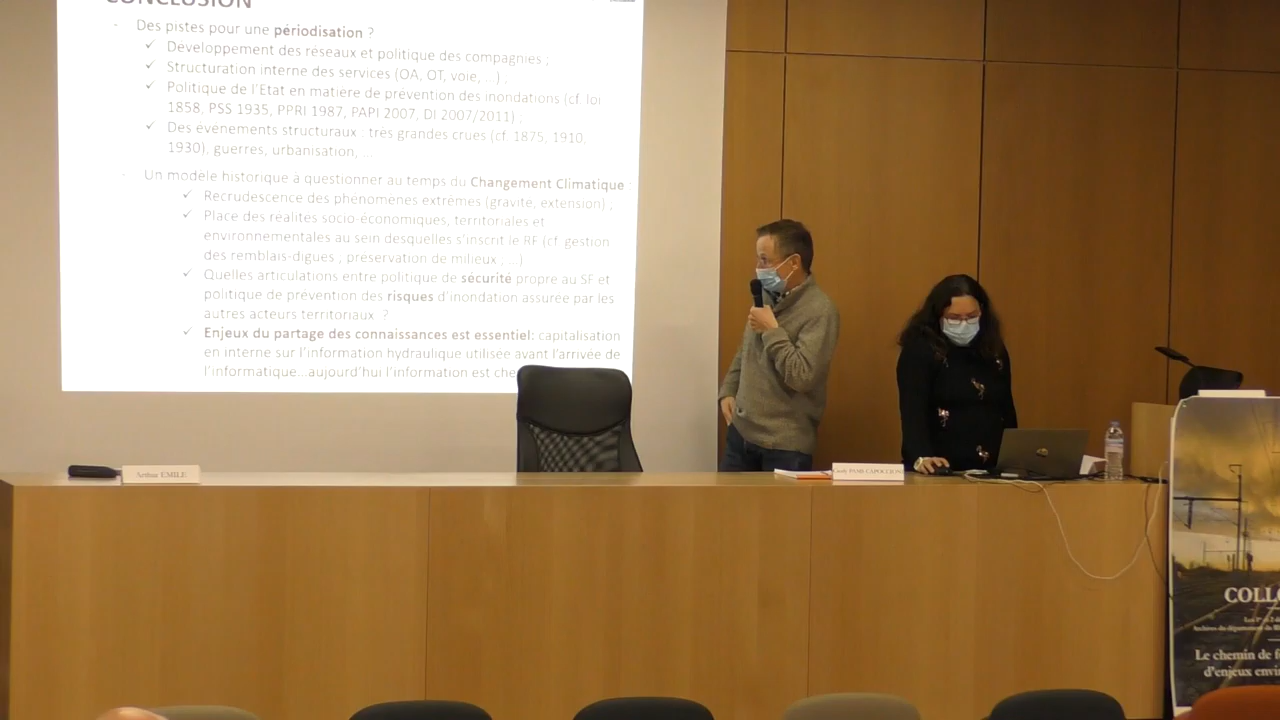 CONCLUSION
- Des pistes pour une périodisation ?
✓ Développement des réseaux et politique des compagnies ;
✓ Structuration interne des services (OA, OT, voie, ...) ;
✓ Politique de l'Etat en matière de prévention des inondations (cf. loi
1858, PSS 1935, PPRI 1987, PAPI 2007, DI 2007/2011) ;
✓ Des événements structuraux : très grandes crues (cf. 1875, 1910,
1930), guerres, urbanisation, ...
- Un modèle historique à questionner au temps du Changement Climatique
✓ Recrudescence des phénomènes extrêmes (gravité, extension) ;
✓ Place des réalités socio-économiques, territoriales et
environnementales au sein desquelles s'inscrit le RF (cf. gestion
des remblais-digues ; préservation de milieux ; ...)
✓ Quelles articulations entre politique de sécurité propre au SF et
politique de prévention des risques d'inondation assurée par les
autres acteurs territoriaux ?
✓ Enjeux du partage des connaissances est essentiel: capitalisation
en interne sur l'information hydraulique utilisée avant l'arrivée de
l'informatique...aujourd'hui l'information est
Arthur EMILE
COLLO
Le chemin de f
d'enjeux envi